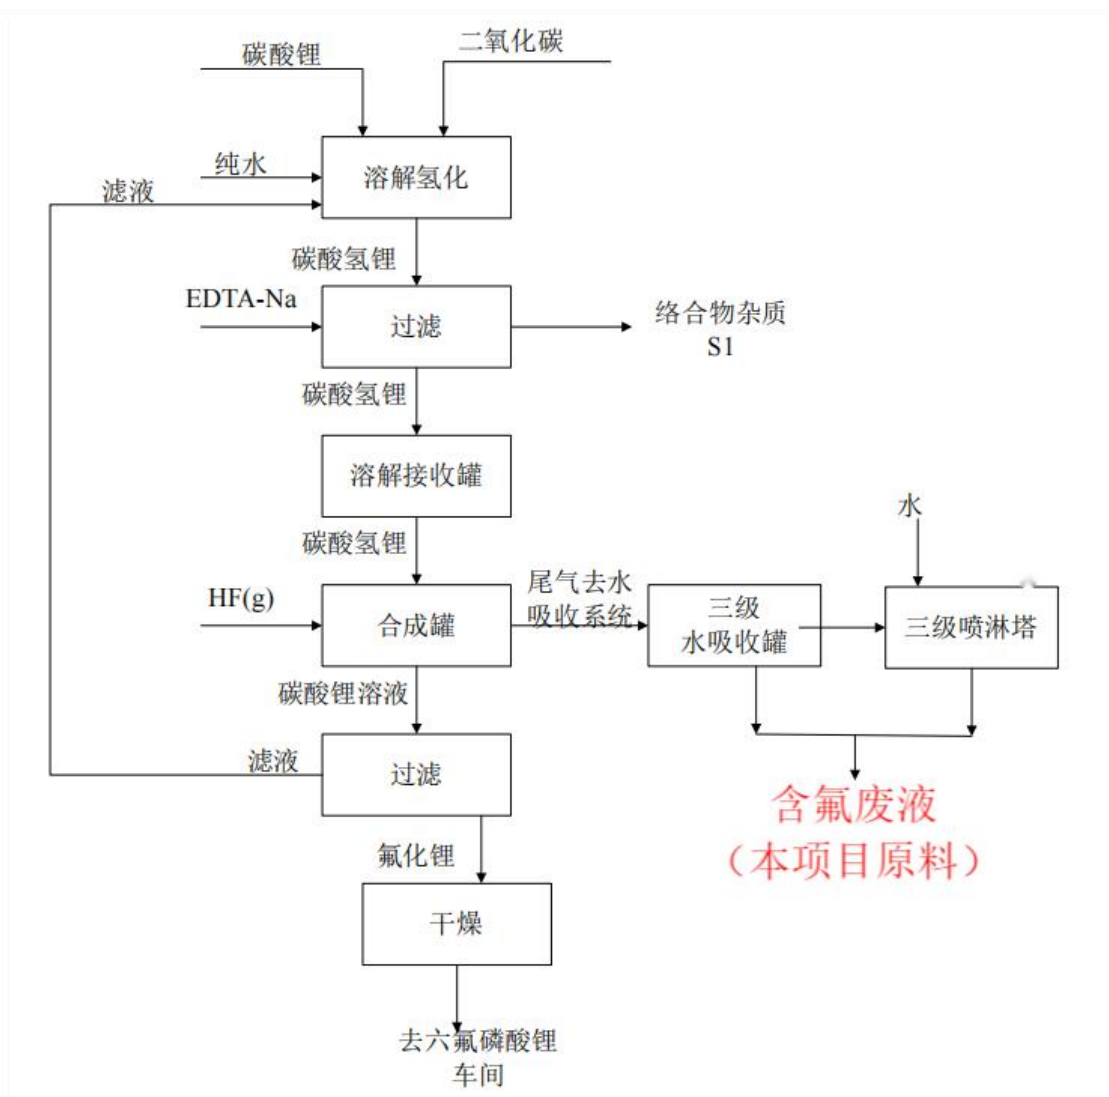 碳酸锂
二氧化碳
纯水
溶解氢化
滤液
碳酸氢锂
EDTA-Na
过滤
络合物杂质
S1
碳酸氢锂
溶解接收罐
碳酸氢锂
水
HF(g)
合成罐
尾气去水
吸收系统
三级
水吸收罐
三级喷淋塔
碳酸锂溶液
滤液
过滤
含氟废液
（本项目原料）
氟化锂
干燥
去六氟磷酸锂
车间